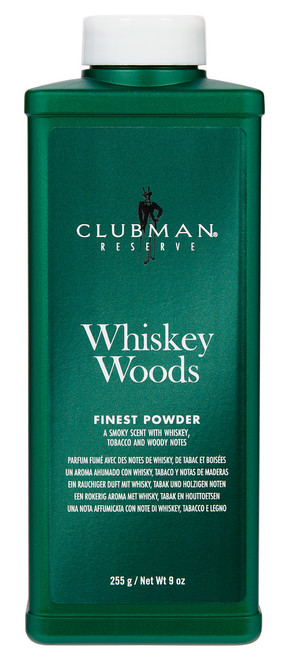 CLUBMAN®
RESERVE
Whiskey
Woods
FINEST POWDER
A SMOKY SCENT WITH WHISKEY,
TOBACCO AND WOODY NOTES
PARFUM FUMÉ AVEC DES NOTES DE WHISKY, DE TABAC ET BOISÉES
UN AROMA AHUMADO CON WHISKY, TABACO Y NOTAS DE MADERAS
EIN RAUCHIGER DUFT MIT WHISKY, TABAK UND HOLZIGEN NOTEN
EEN ROKERIG AROMA MET WHISKY, TABAK EN HOUTTOETSEN
UNA NOTA AFFUMICATA CON NOTE DI WHISKEY, TABACCO E LEGNO
255 g / Net Wt 9 oz